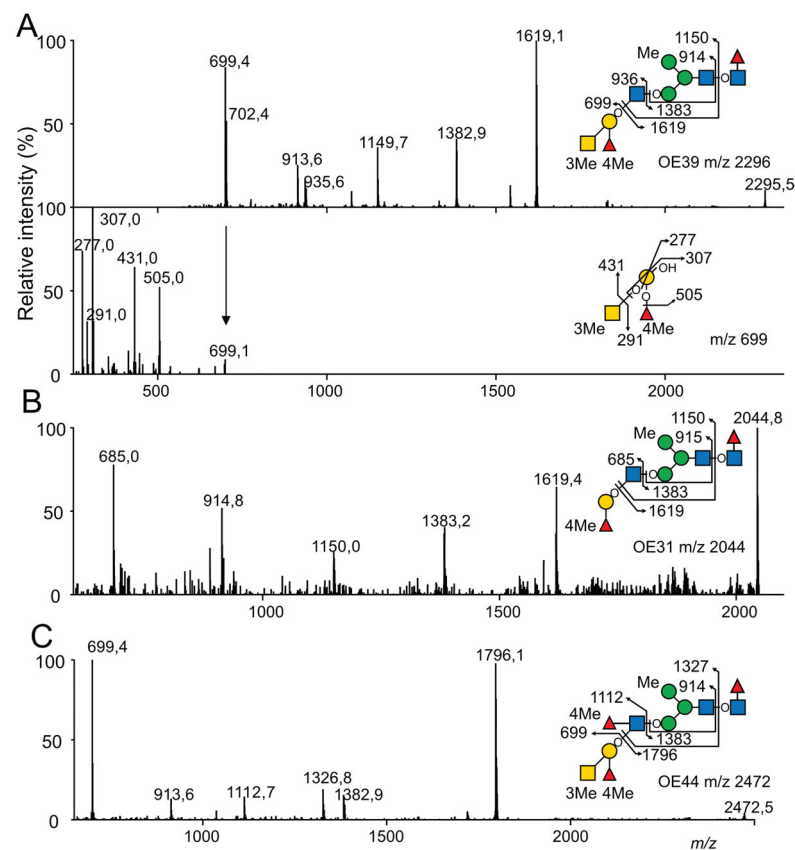 A
100
50
0
Relative intensity (%)
699,4
702,4
913,6
935,6
1149,7
1382,9
1619,1
2295,5
Me
1150
914
936
1383
699
1619
O
O
O
3Me 4Me
OE39 m/z 2296
100
50
0
277,0
307,0
291,0
431,0
505,0
699,1
277
307
OH
431
O
O
505
3Me
4Me
291
m/z 699
500
1000
1500
2000
B
100
50
0
685,0
914,8
1150,0
1383,2
1619,4
2044,8
Me
1150
915
685
1383
1619
O
O
O
4Me
OE31 m/z 2044
1000
1500
2000
C
100
50
0
699,4
913,6
1112,7
1326,8
1382,9
1796,1
2472,5
Me
1327
914
1112
4Me
1383
699
1796
O
O
O
3Me 4Me
OE44 m/z 2472
1000
1500
2000
m/z